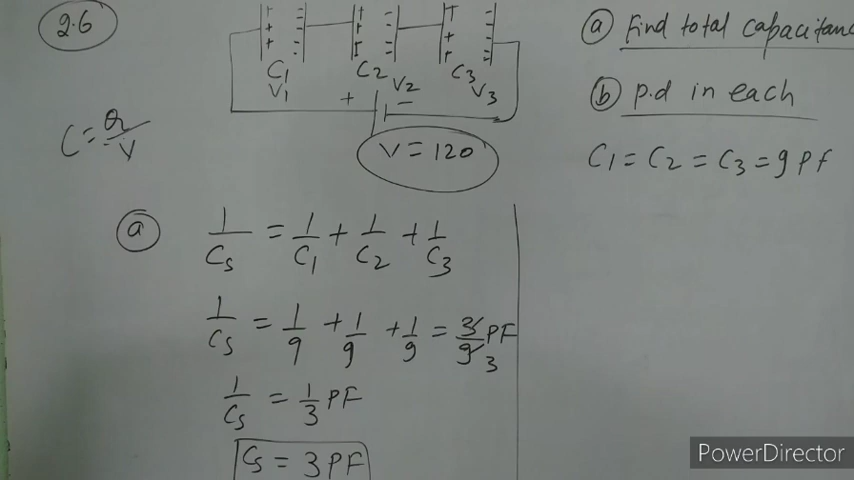 2.6
+ - + - + -
C1 C2 C3
V1 V2 V3
+ -
V = 120
C = Q/V
(a) Find total capacitanc
(b) p.d in each
C1 = C2 = C3 = 9 PF
(a) 1/Cs = 1/C1 + 1/C2 + 1/C3
1/Cs = 1/9 + 1/9 + 1/9 = 3/9 PF
3
1/Cs = 1/3 PF
Cs = 3 PF
PowerDirector